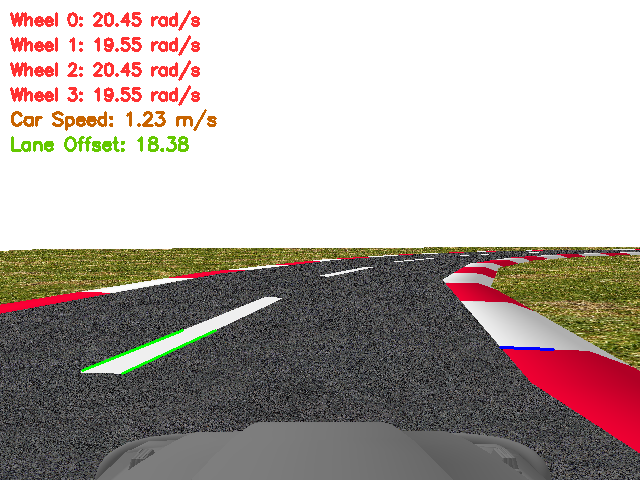 Wheel 0: 20.45 rad/s
Wheel 1: 19.55 rad/s
Wheel 2: 20.45 rad/s
Wheel 3: 19.55 rad/s
Car Speed: 1.23 m/s
Lane Offset: 18.38